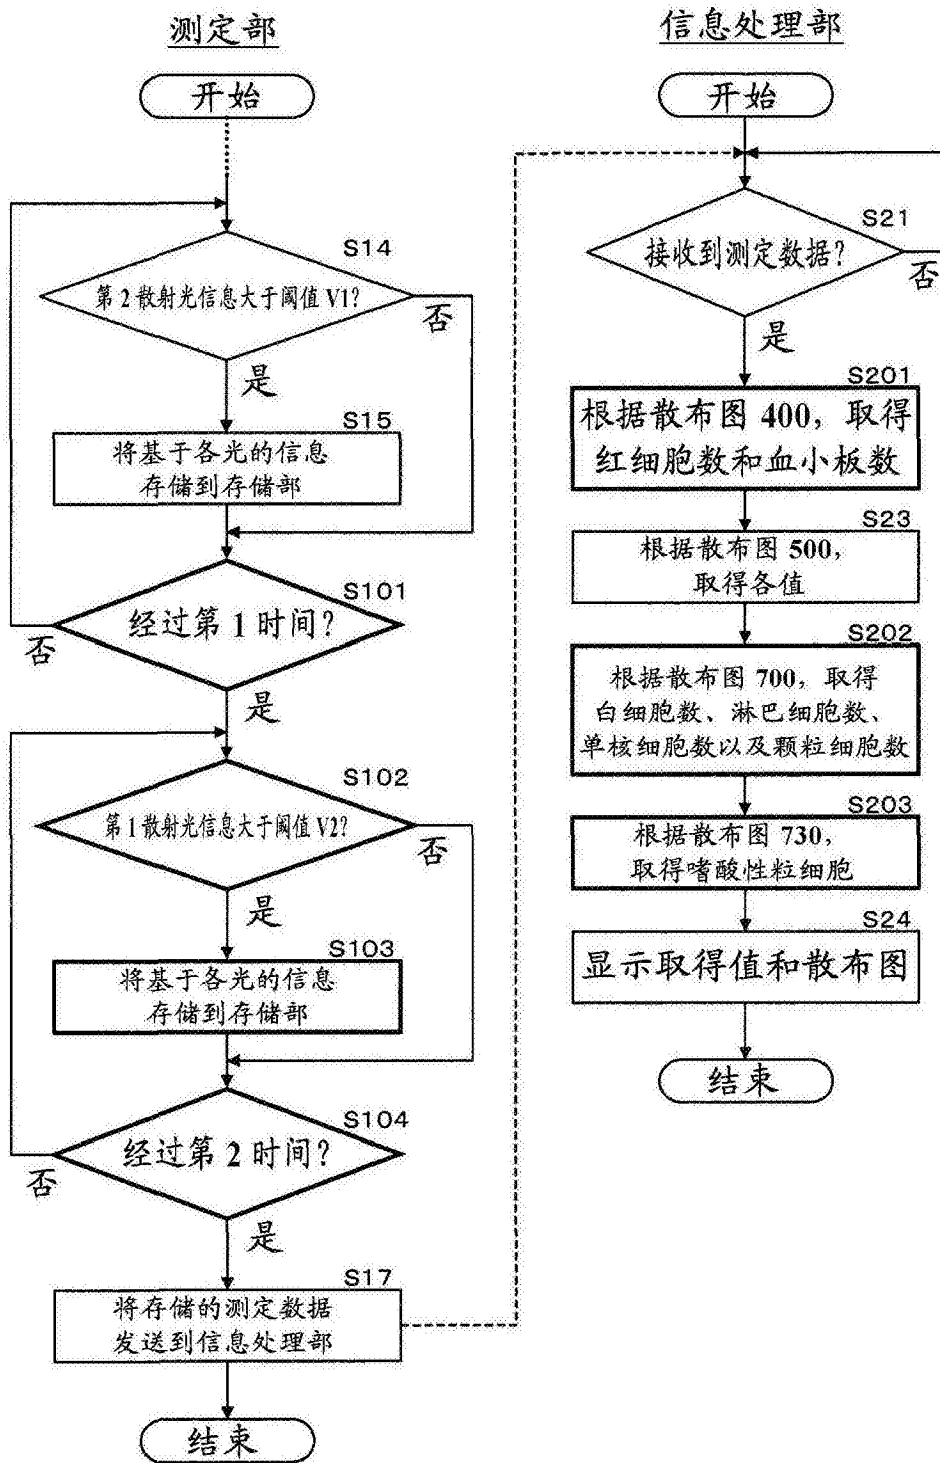 测定部
开始
S14
第2散射光信息大于阈值V1?
否
是
S15
将基于各光的信息
存储到存储部
S101
经过第1时间?
否
是
S102
第1散射光信息大于阈值V2?
否
是
S103
将基于各光的信息
存储到存储部
S104
经过第2时间?
否
是
S17
将存储的测定数据
发送到信息处理部
结束
信息处理部
开始
S21
接收到测定数据?
否
是
S201
根据散布图 400，取得
红细胞数和血小板数
S23
根据散布图 500，
取得各值
S202
根据散布图 700，取得
白细胞数、淋巴细胞数、
单核细胞数以及颗粒细胞数
S203
根据散布图 730，
取得嗜酸性粒细胞
S24
显示取得值和散布图
结束